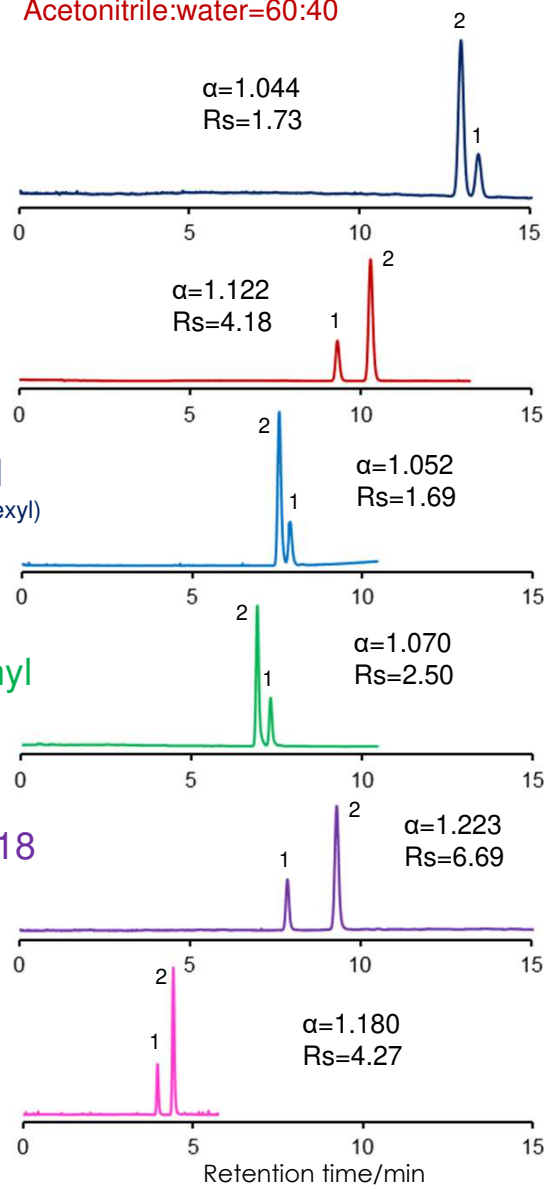 Acetonitrile:water=60:40
2
α=1.044
Rs=1.73
1
0 5 10 15
α=1.122
Rs=4.18
1
2
0 5 10 15
2
α=1.052
Rs=1.69
1
exyl)
0 5 10 15
2
α=1.070
Rs=2.50
1
nyl
0 5 10 15
2
α=1.223
Rs=6.69
18
1
0 5 10 15
2
α=1.180
Rs=4.27
1
0 5 10 15
Retention time/min